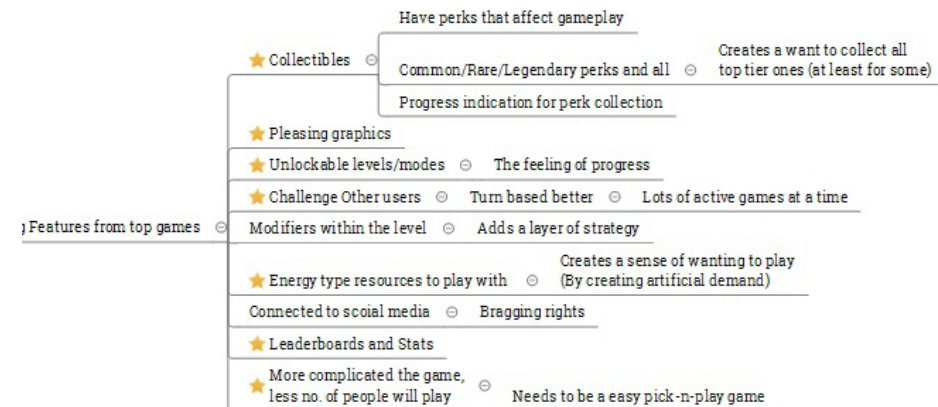 Have perks that affect gameplay
Collectibles
Common/Rare/Legendary perks and all
Creates a want to collect all
top tier ones (at least for some)
Progress indication for perk collection
Pleasing graphics
Unlockable levels/modes
The feeling of progress
Challenge Other users
Turn based better
Lots of active games at a time
Features from top games
Modifiers within the level
Adds a layer of strategy
Energy type resources to play with
Creates a sense of wanting to play
(By creating artificial demand)
Connected to scoial media
Bragging rights
Leaderboards and Stats
More complicated the game,
less no. of people will play
Needs to be a easy pick-n-play game